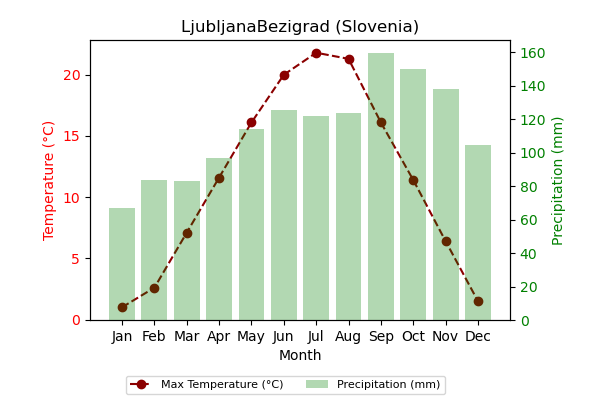 LjubljanaBezigrad (Slovenia)
Temperature (°C)
20
15
10
5
0
160
140
120
100
80
60
40
20
0
Precipitation (mm)
Jan Feb Mar Apr May Jun Jul Aug Sep Oct Nov Dec
Month
Max Temperature (°C) Precipitation (mm)